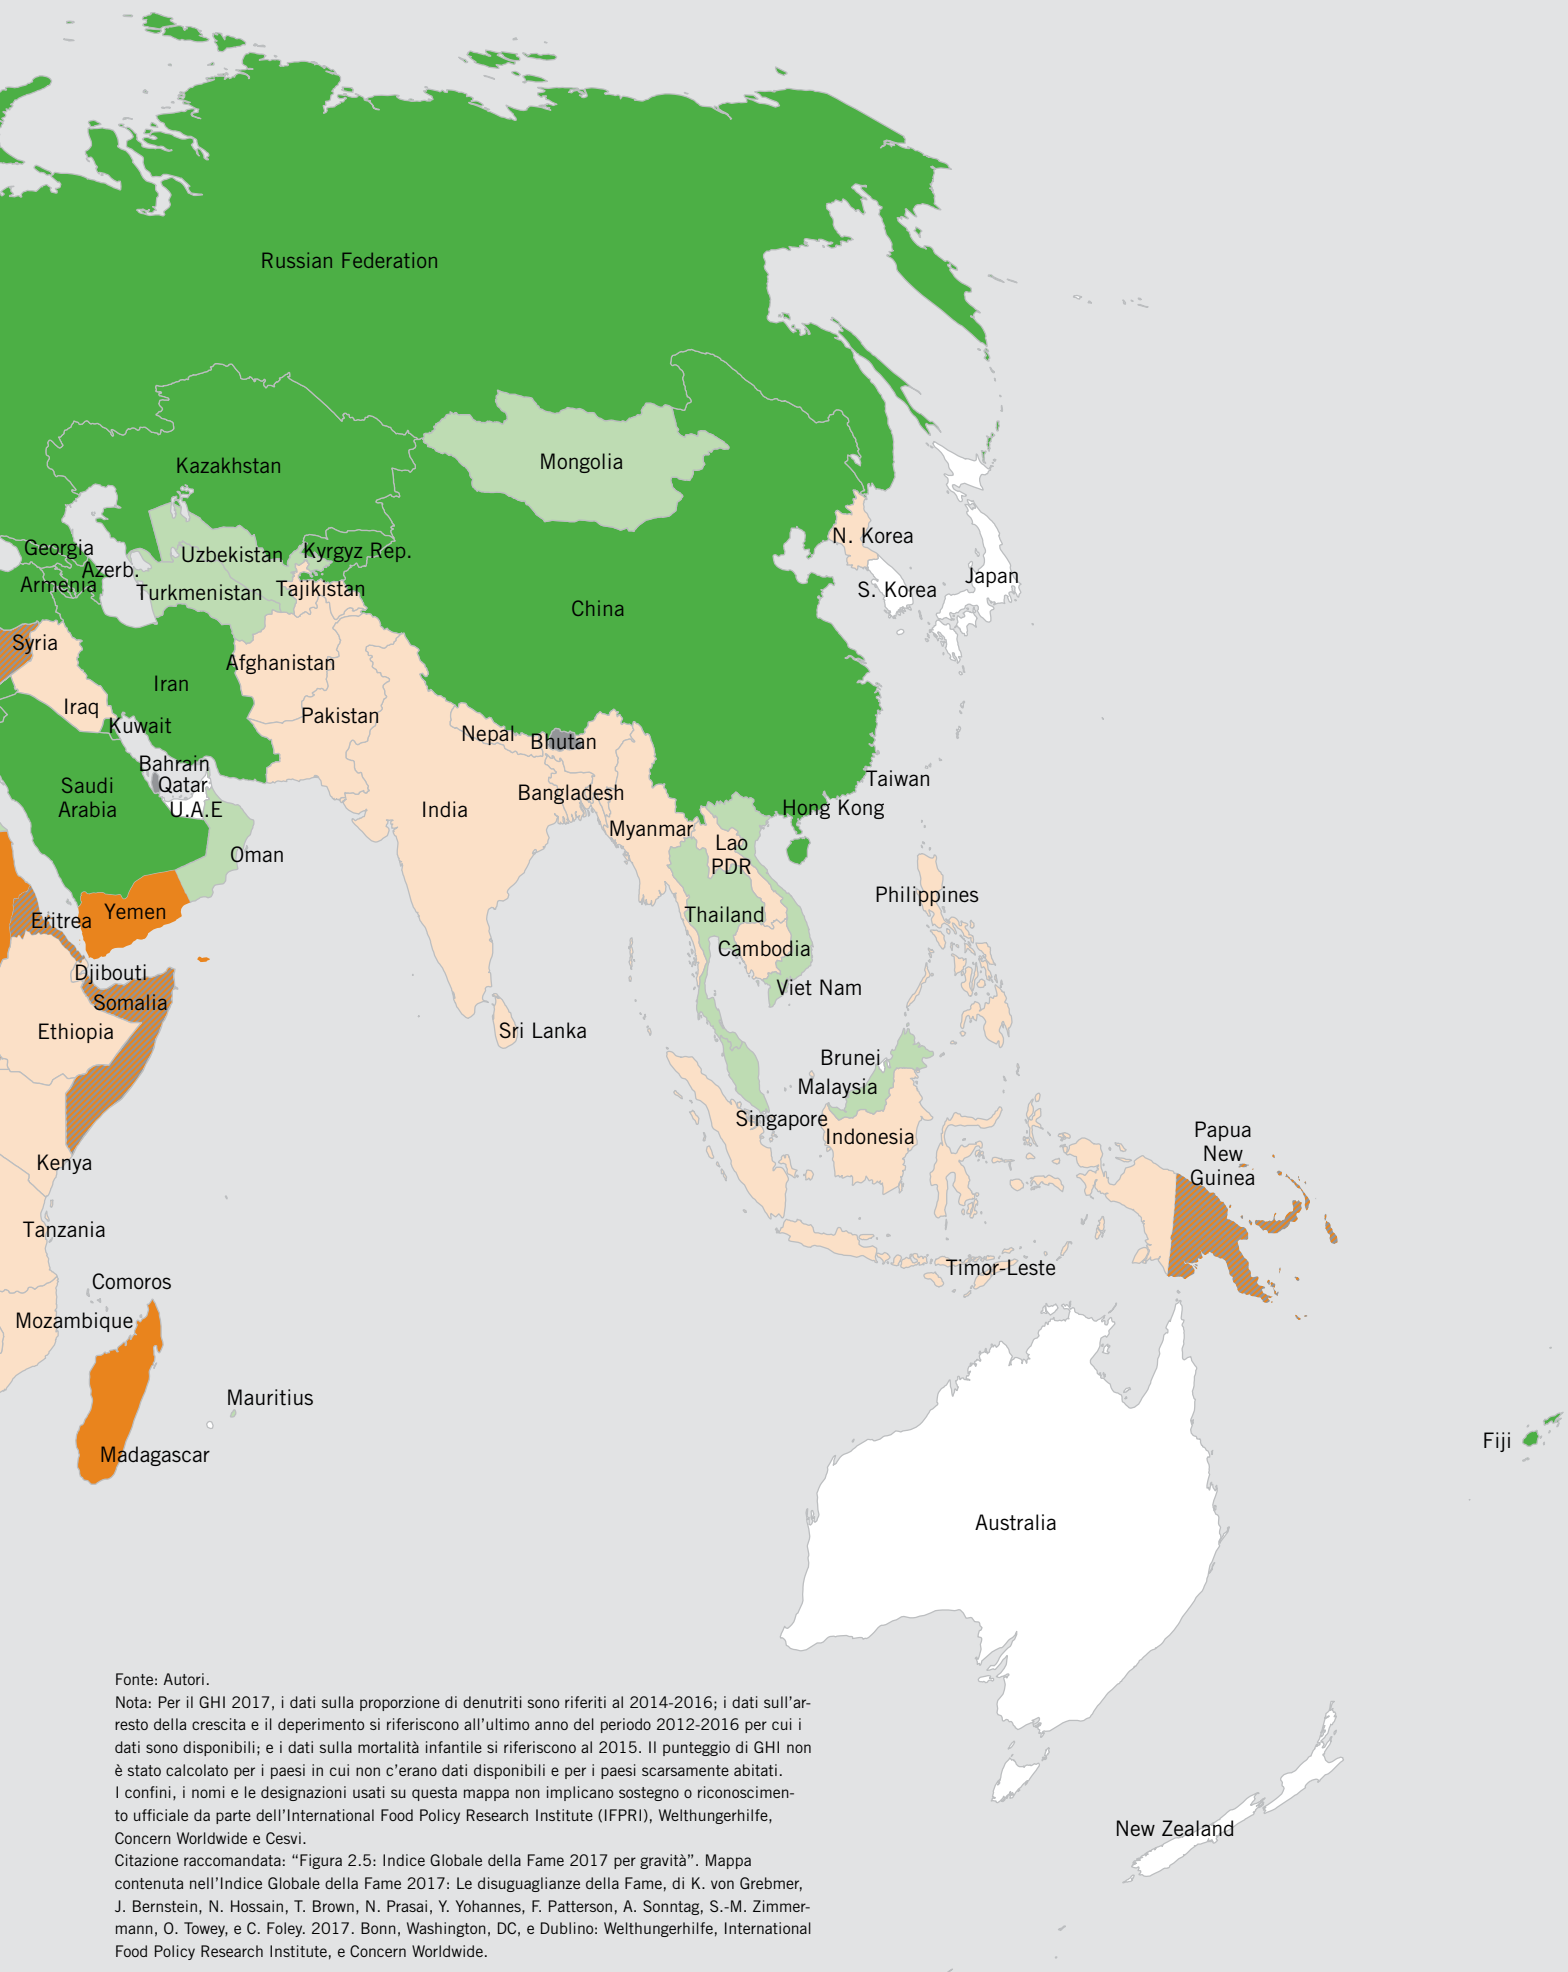 Russian Federation
Kazakhstan
Mongolia
N. Korea
Georgia
Uzbekistan
Kyrgyz Rep.
Azerb.
Japan
Armenia
Turkmenistan
Tajikistan
S. Korea
China
Syria
Afghanistan
Iran
Iraq
Pakistan
Kuwait
Nepal
Bhutan
Bahrain
Taiwan
Qatar
Saudi
Arabia
Bangladesh
U.A.E
India
Hong Kong
Myanmar
Lao
PDR
Oman
Philippines
Yemen
Thailand
Eritrea
Cambodia
Djibouti
Viet Nam
Somalia
Ethiopia
Sri Lanka
Brunei
Malaysia
Singapore
Indonesia
Papua
New
Guinea
Kenya
Tanzania
Timor-Leste
Comoros
Mozambique
Mauritius
Madagascar
Fiji
Australia
New Zealand
Fonte: Autori.
Nota: Per il GHI 2017, i dati sulla proporzione di denutriti sono riferiti al 2014-2016; i dati sull'ar-
resto della crescita e il deperimento si riferiscono all'ultimo anno del periodo 2012-2016 per cui i
dati sono disponibili; e i dati sulla mortalità infantile si riferiscono al 2015. Il punteggio di GHI non
è stato calcolato per i paesi in cui non c'erano dati disponibili e per i paesi scarsamente abitati.
I confini, i nomi e le designazioni usati su questa mappa non implicano sostegno o riconoscimen-
to ufficiale da parte dell'International Food Policy Research Institute (IFPRI), Welthungerhilfe,
Concern Worldwide e Cesvi.
Citazione raccomandata: "Figura 2.5: Indice Globale della Fame 2017 per gravità". Mappa
contenuta nell'Indice Globale della Fame 2017: Le disuguaglianze della Fame, di K. von Grebmer,
J. Bernstein, N. Hossain, T. Brown, N. Prasai, Y. Yohannes, F. Patterson, A. Sonntag, S.-M. Zimmer-
mann, O. Towey, e C. Foley. 2017. Bonn, Washington, DC, e Dublino: Welthungerhilfe, International
Food Policy Research Institute, e Concern Worldwide.